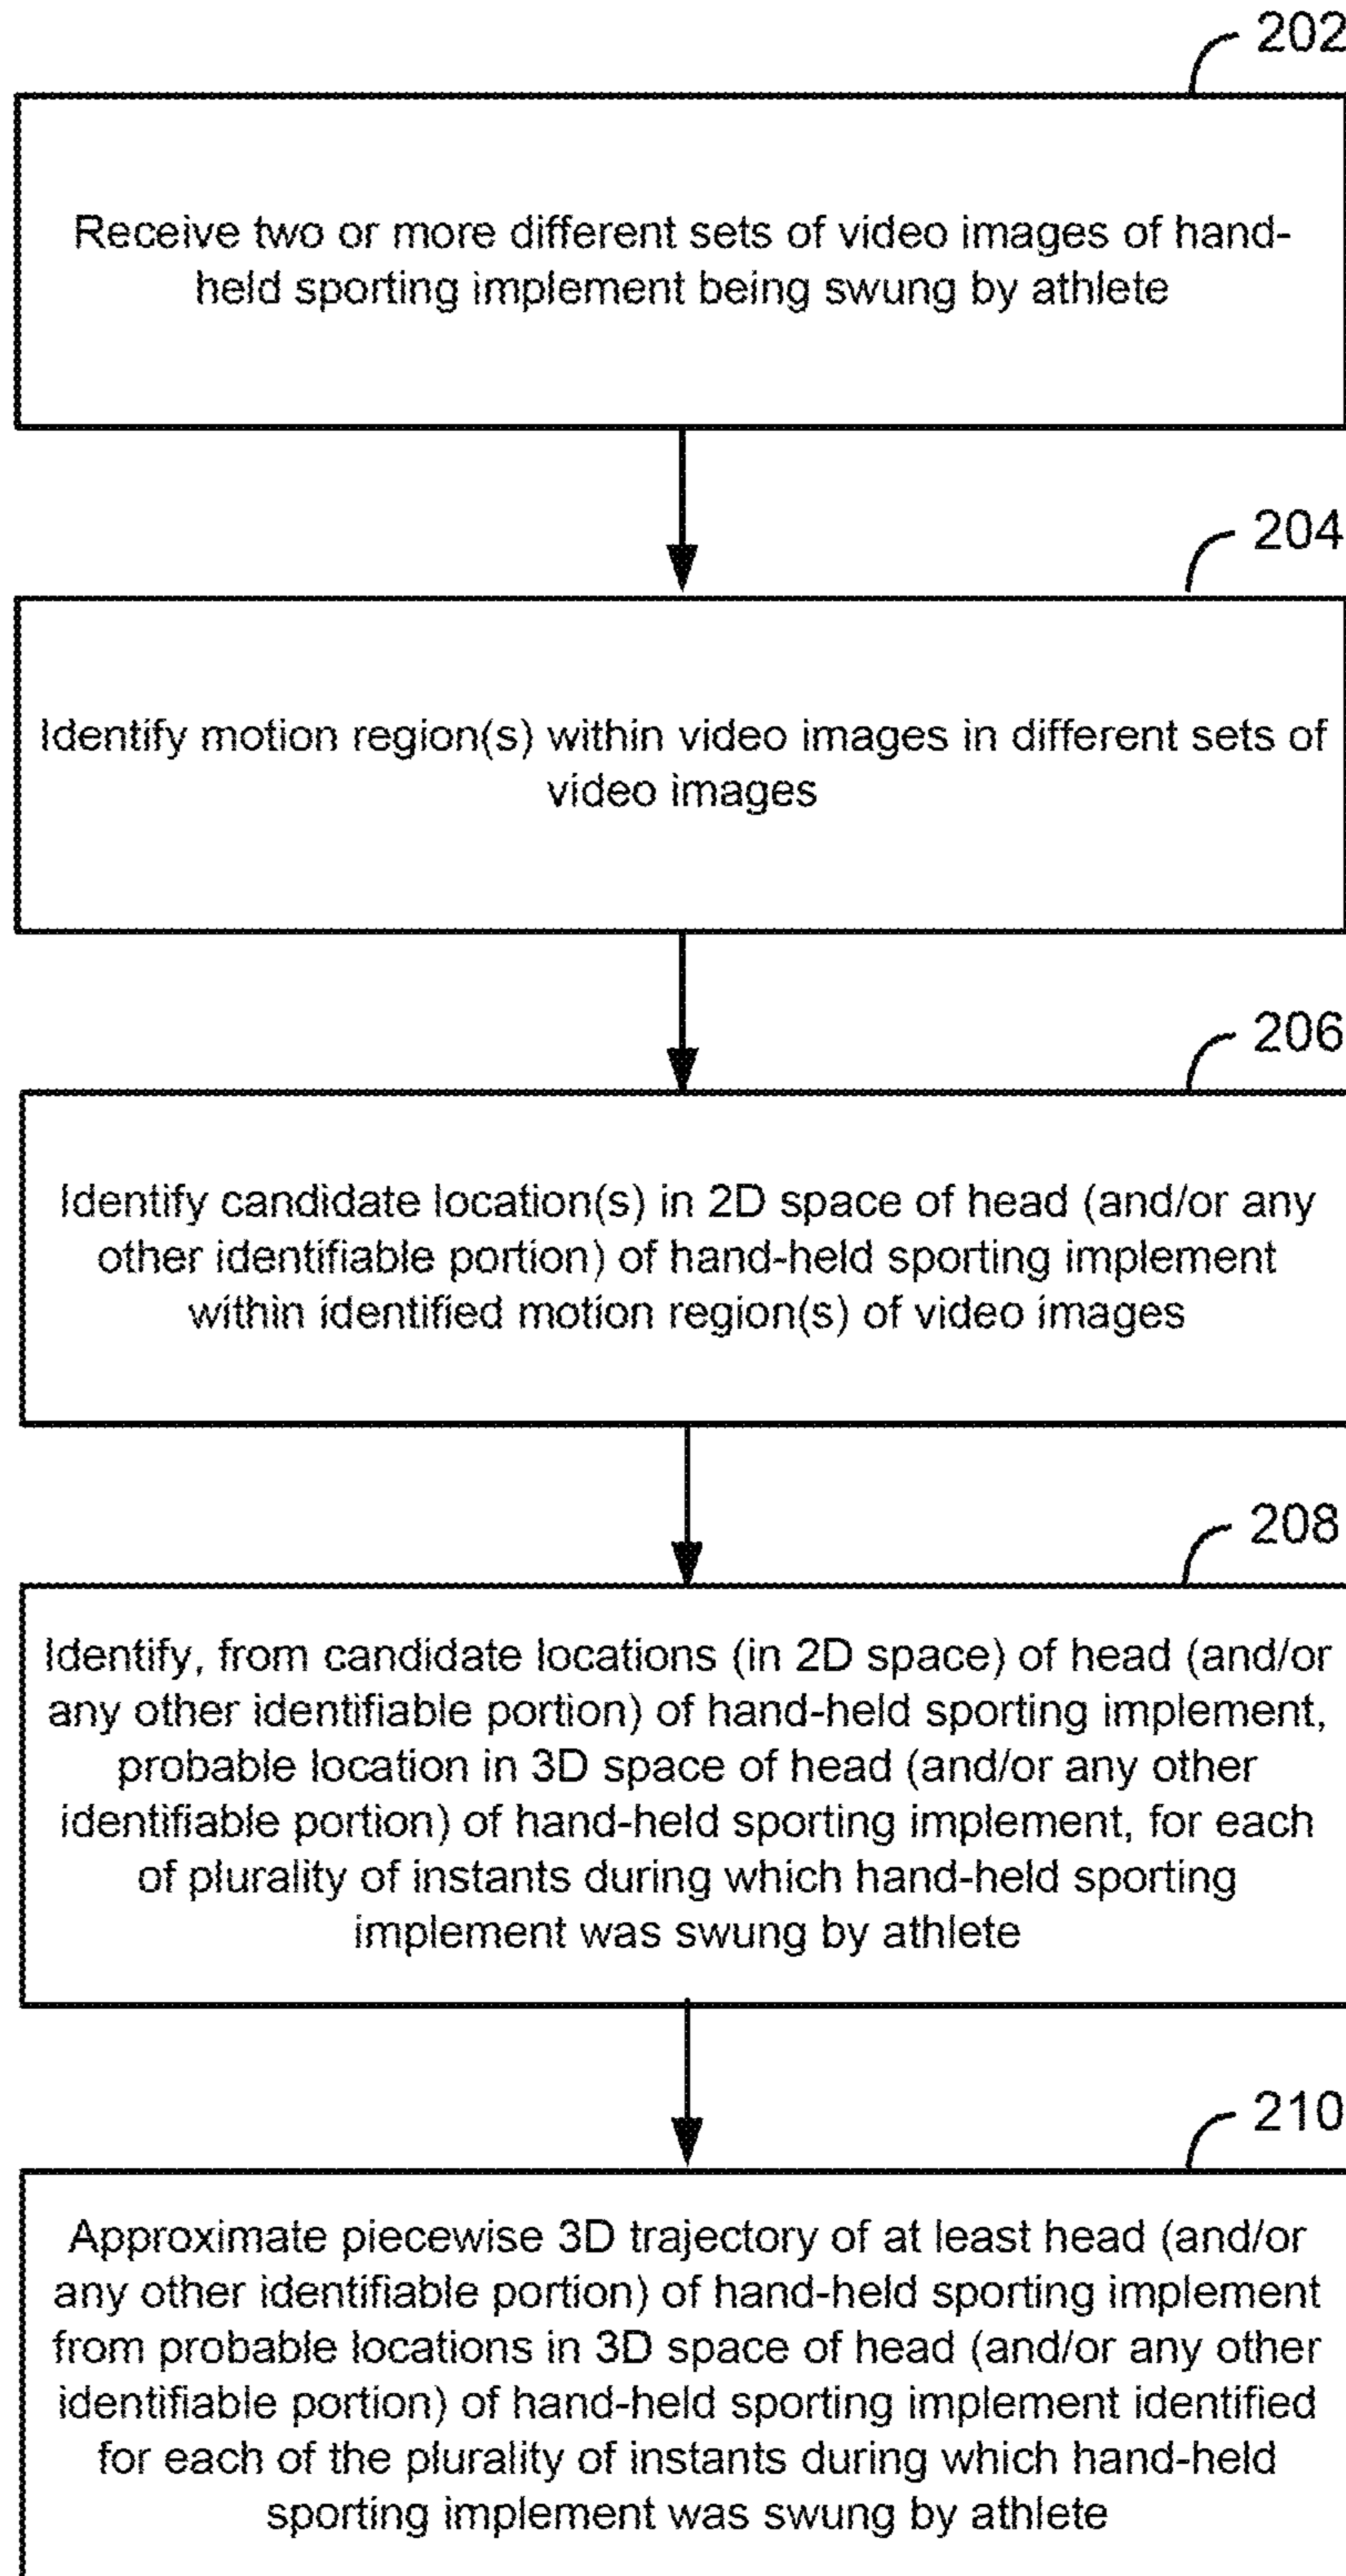 202
Receive two or more different sets of video images of hand-
held sporting implement being swung by athlete
204
Identify motion region(s) within video images in different sets of
video images
206
Identify candidate location(s) in 2D space of head (and/or any
other identifiable portion) of hand-held sporting implement
within identified motion region(s) of video images
208
Identify, from candidate locations (in 2D space) of head (and/or
any other identifiable portion) of hand-held sporting implement,
probable location in 3D space of head (and/or any other
identifiable portion) of hand-held sporting implement, for each
of plurality of instants during which hand-held sporting
implement was swung by athlete
210
Approximate piecewise 3D trajectory of at least head (and/or
any other identifiable portion) of hand-held sporting implement
from probable locations in 3D space of head (and/or any other
identifiable portion) of hand-held sporting implement identified
for each of the plurality of instants during which hand-held
sporting implement was swung by athlete